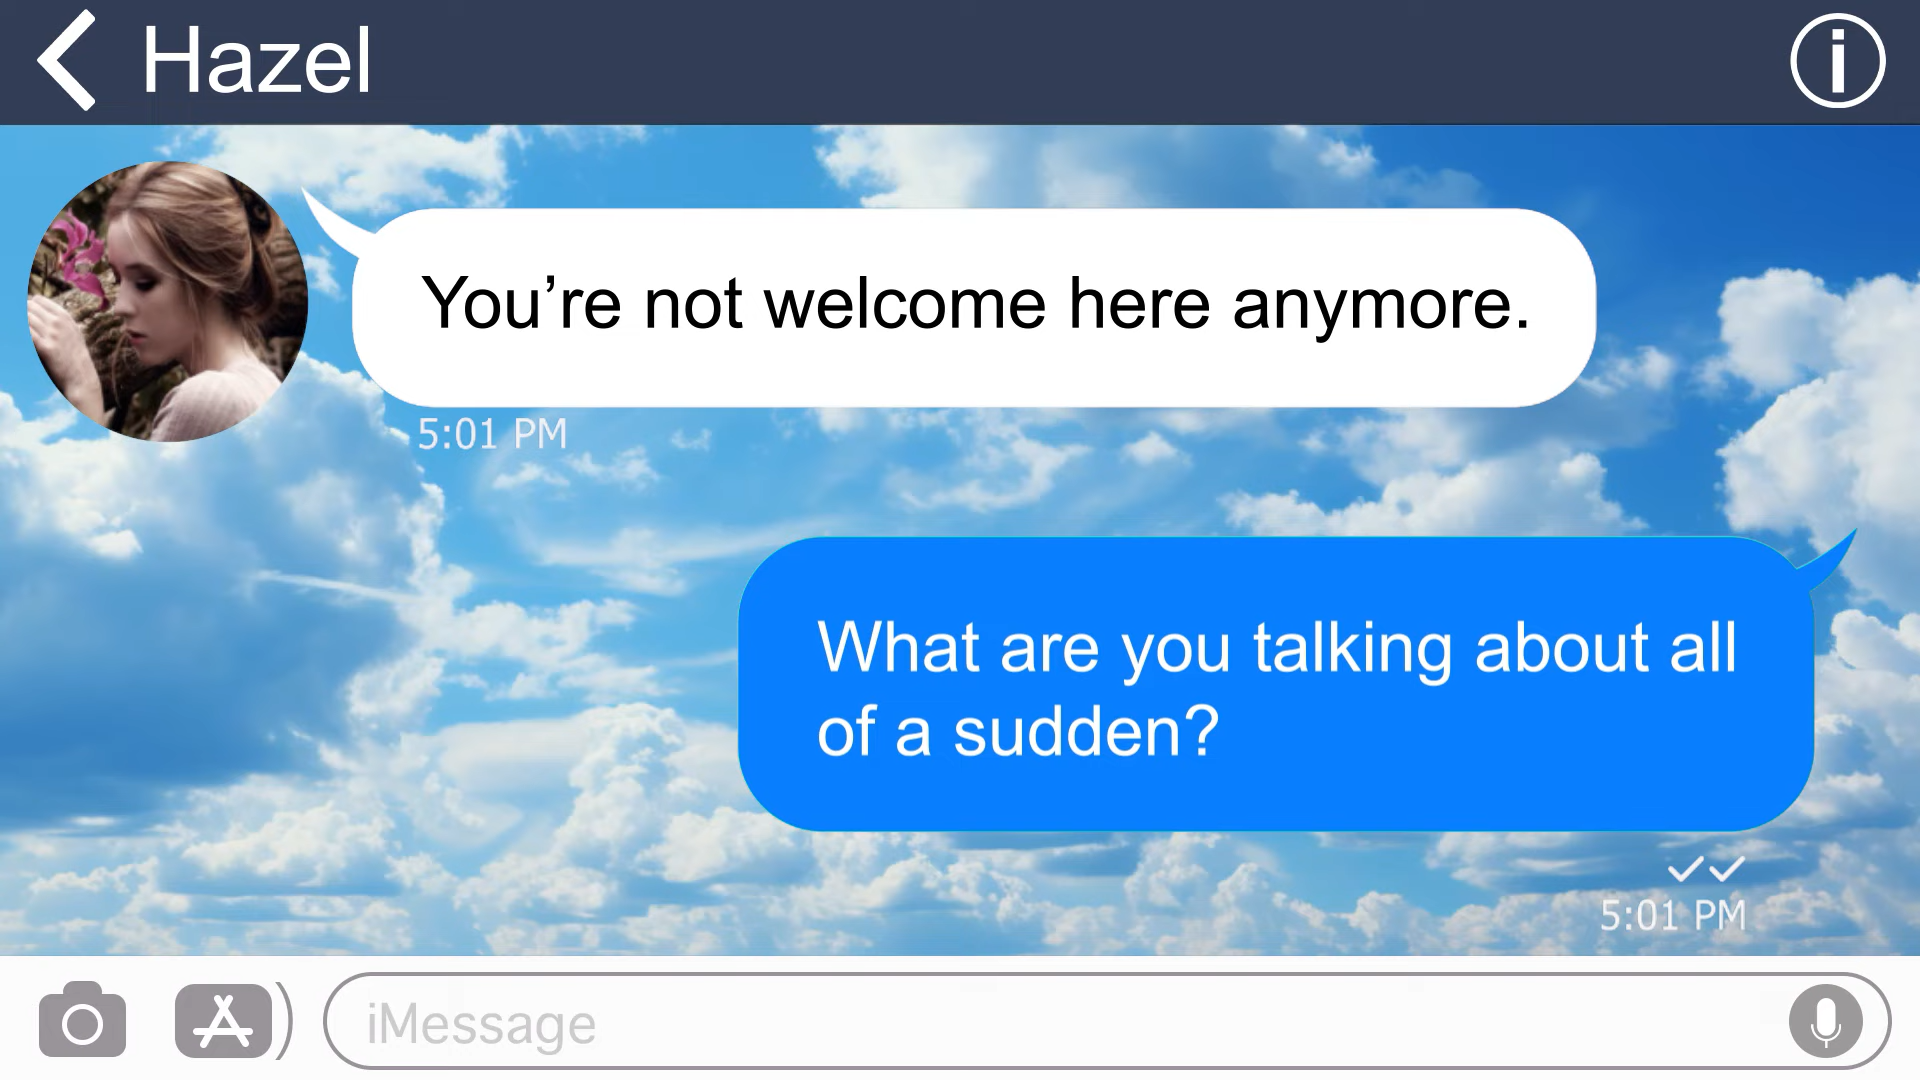 Hazel
You’re not welcome here anymore.
5:01 PM
What are you talking about all
of a sudden?
5:01 PM
iMessage